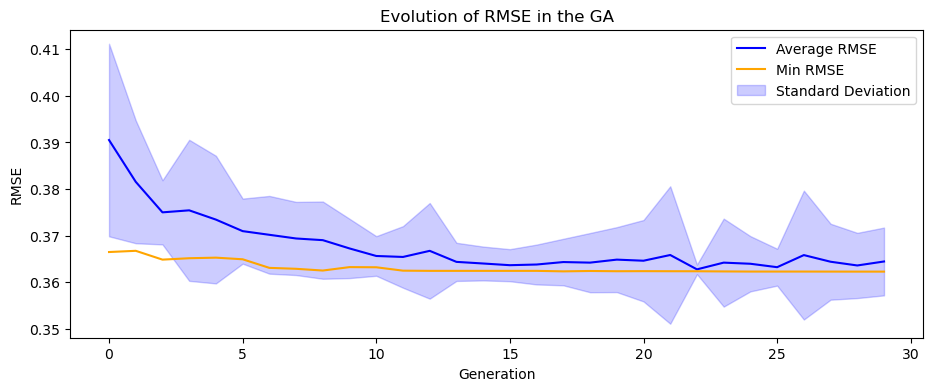 Evolution of RMSE in the GA
RMSE
0.41
0.40
0.39
0.38
0.37
0.36
0.35
Average RMSE
Min RMSE
Standard Deviation
0 5 10 15 20 25 30
Generation